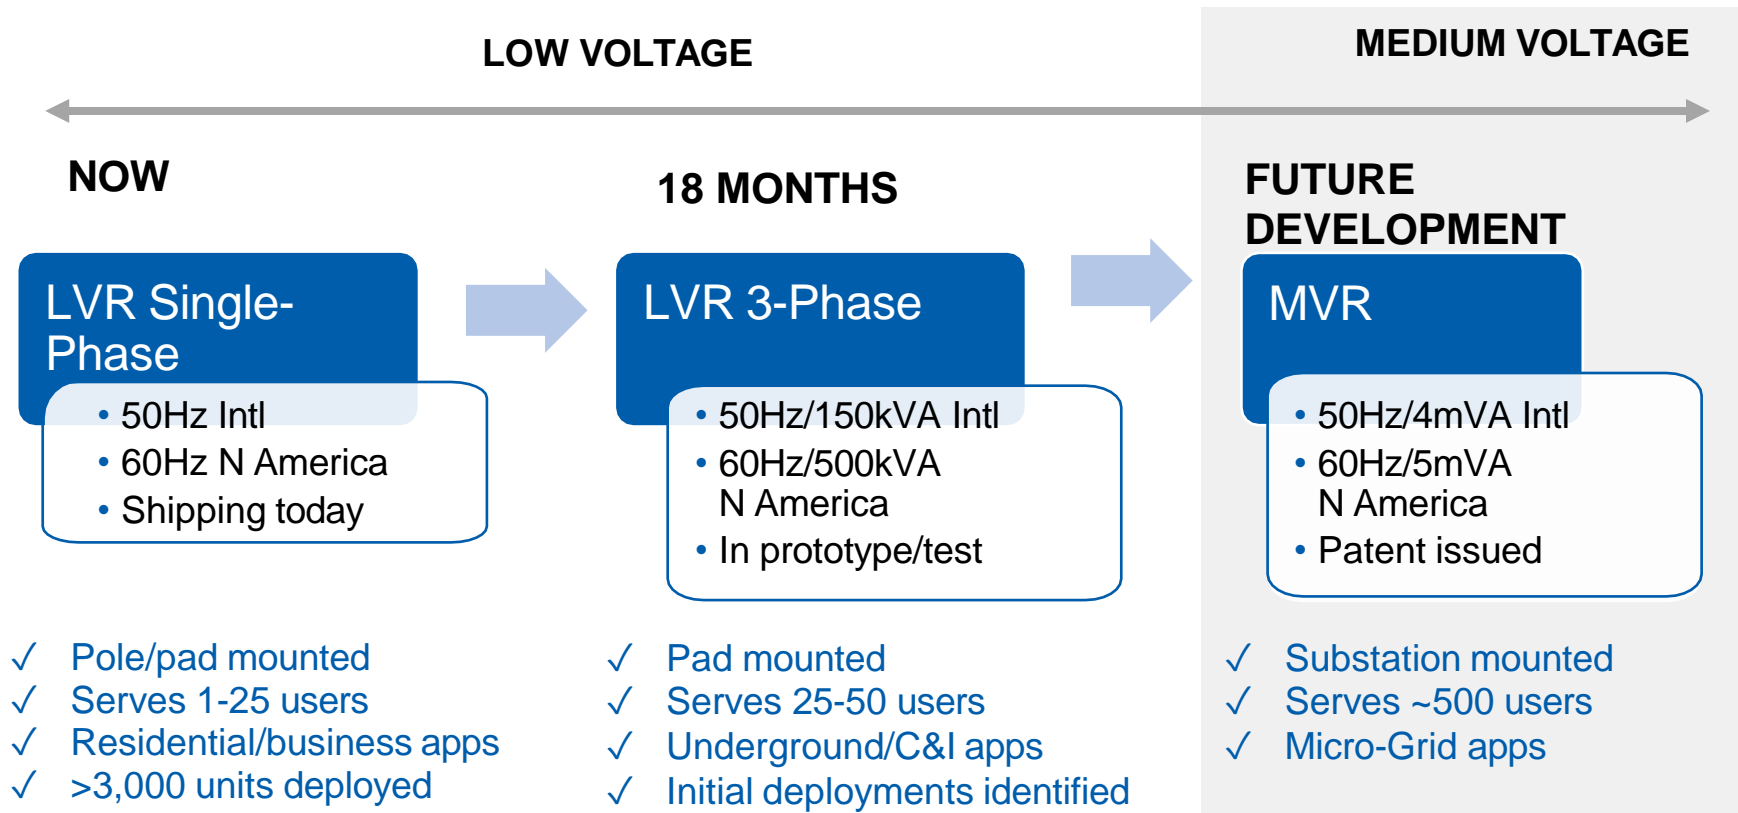 LOW VOLTAGE
MEDIUM VOLTAGE
NOW
18 MONTHS
FUTURE
DEVELOPMENT
LVR Single-
Phase
• 50Hz Intl
• 60Hz N America
• Shipping today
LVR 3-Phase
• 50Hz/150kVA Intl
• 60Hz/500kVA
N America
• In prototype/test
MVR
• 50Hz/4mVA Intl
• 60Hz/5mVA
N America
• Patent issued
✓ Pole/pad mounted
✓ Serves 1-25 users
✓ Residential/business apps
✓ >3,000 units deployed
✓ Pad mounted
✓ Serves 25-50 users
✓ Underground/C&I apps
✓ Initial deployments identified
✓ Substation mounted
✓ Serves ~500 users
✓ Micro-Grid apps